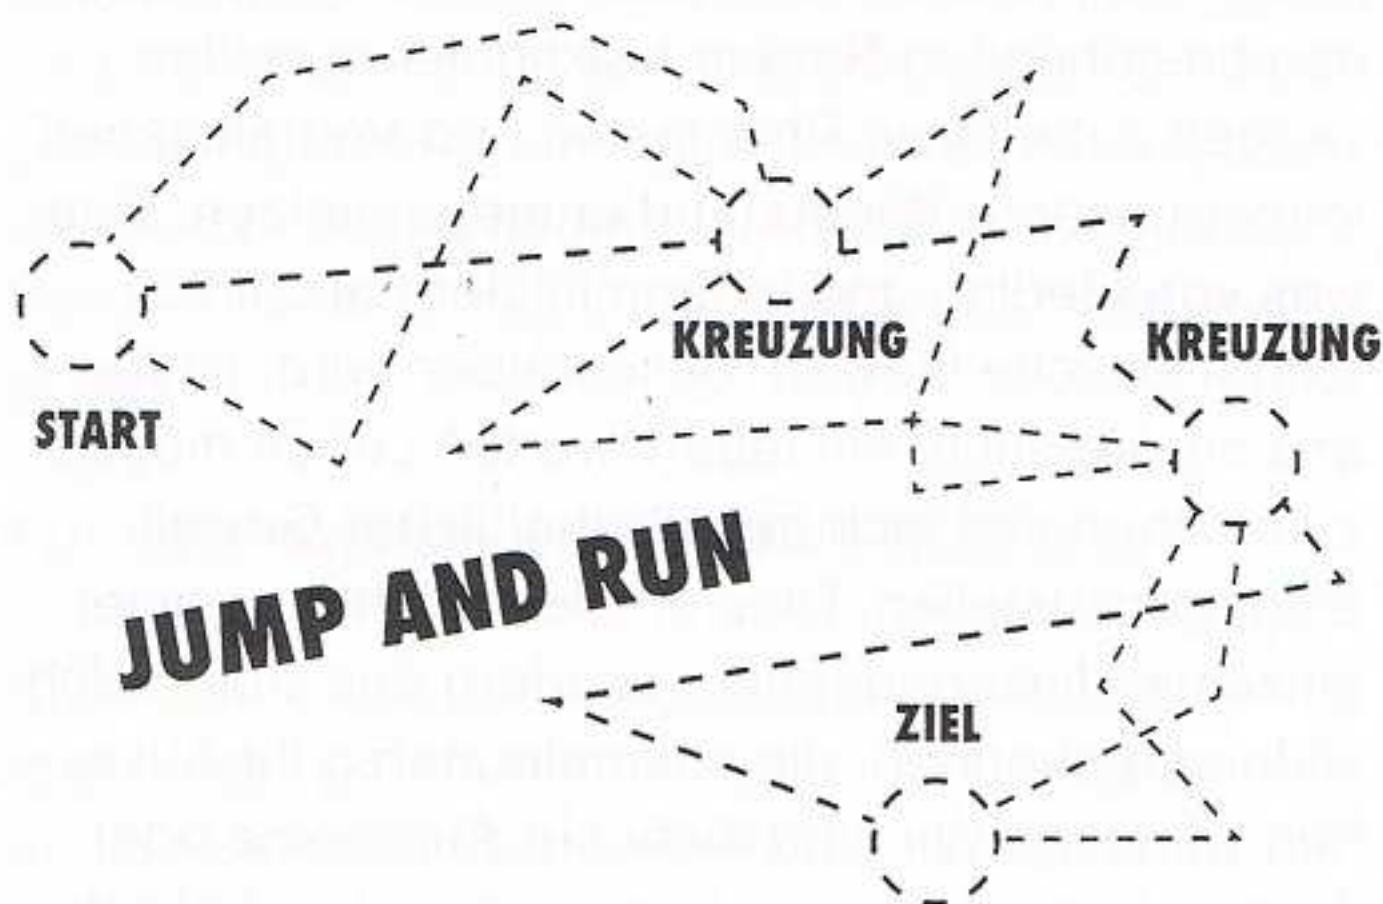 KREUZUNG
KREUZUNG
START
JUMP AND RUN
ZIEL